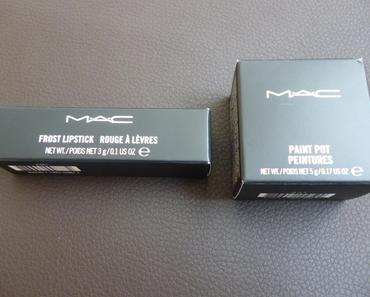 MAC
FROST LIPSTICK ROUGE À LÈVRES
NET WT./POIDS NET 3 g/0.1 US OZ e
MAC
PAINT POT
PEINTURES
NET WT./POIDS NET 5 g/0.17 US OZ e